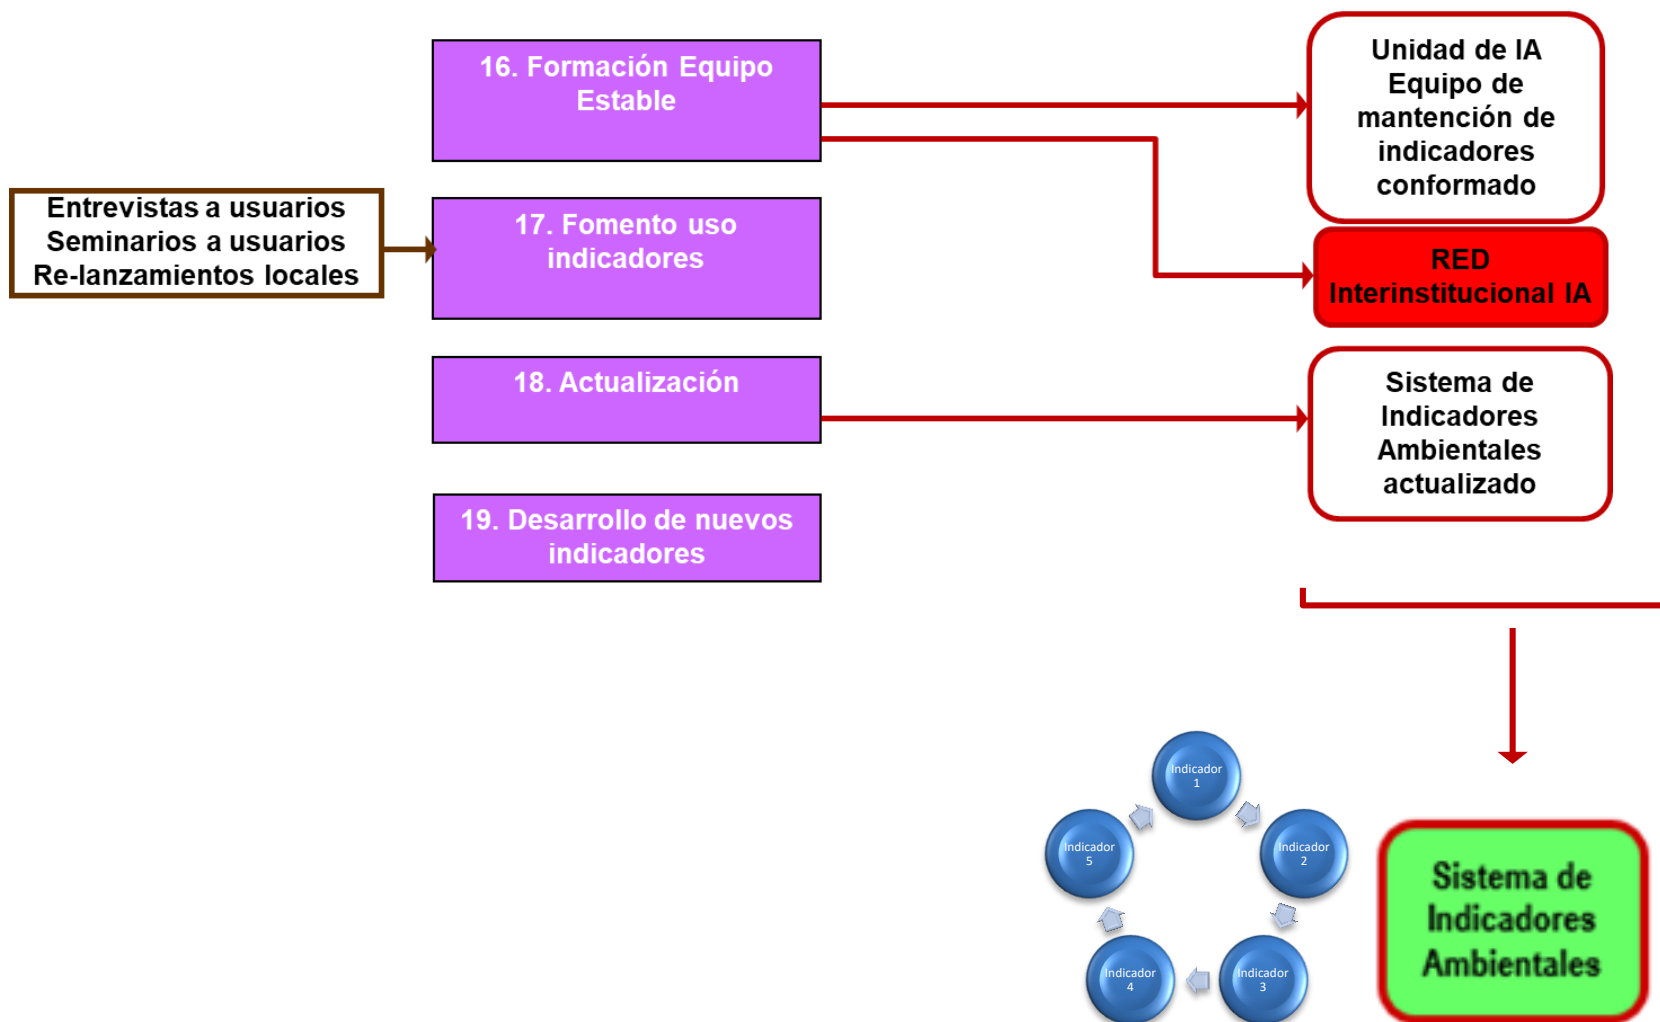 16. Formación Equipo
Estable
Unidad de IA
Equipo de
mantención de
indicadores
conformado
Entrevistas a usuarios
Seminarios a usuarios
Re-lanzamientos locales
17. Fomento uso
indicadores
RED
Interinstitucional IA
18. Actualización
Sistema de
Indicadores
Ambientales
actualizado
19. Desarrollo de nuevos
indicadores
Indicador
1
Indicador
2
Indicador
3
Indicador
4
Indicador
5
Sistema de
Indicadores
Ambientales